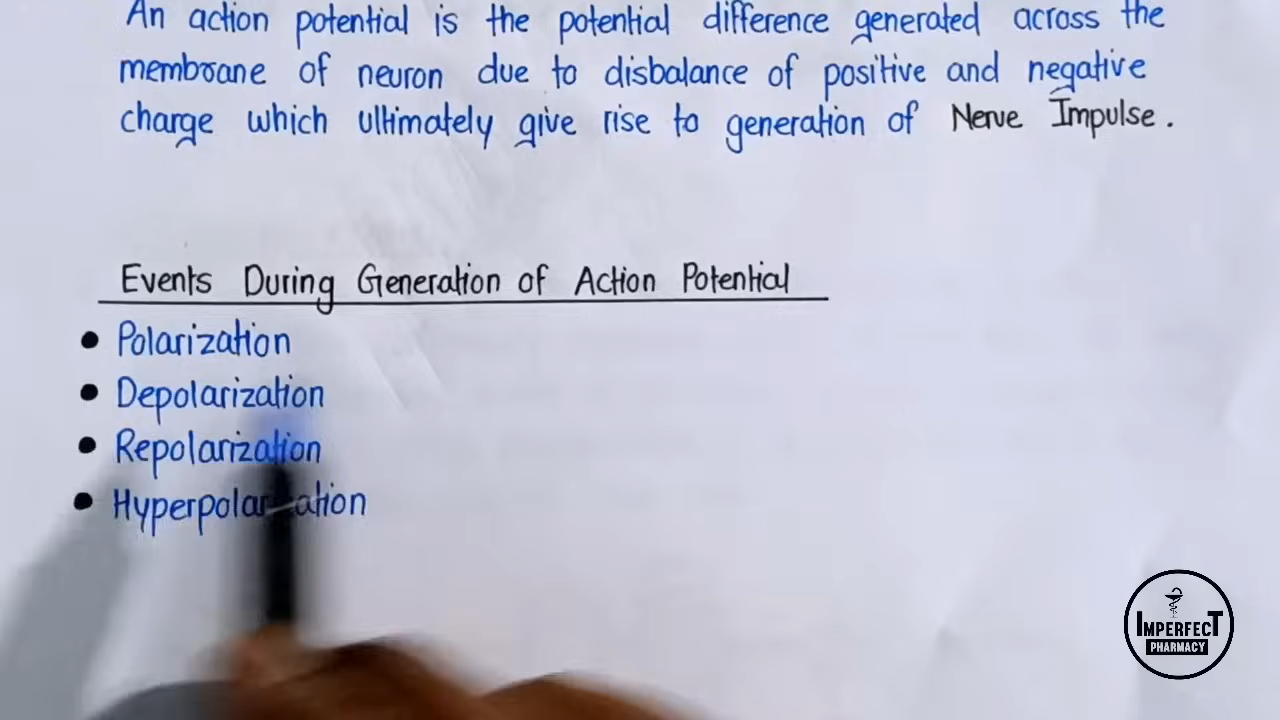 An action potential is the potential difference generated across the
membrane of neuron due to disbalance of positive and negative
charge which ultimately give rise to generation of Nerve Impulse.
Events During Generation of Action Potential
• Polarization
• Depolarization
• Repolarization
• Hyperpolarization
IMPERFECT
PHARMACY